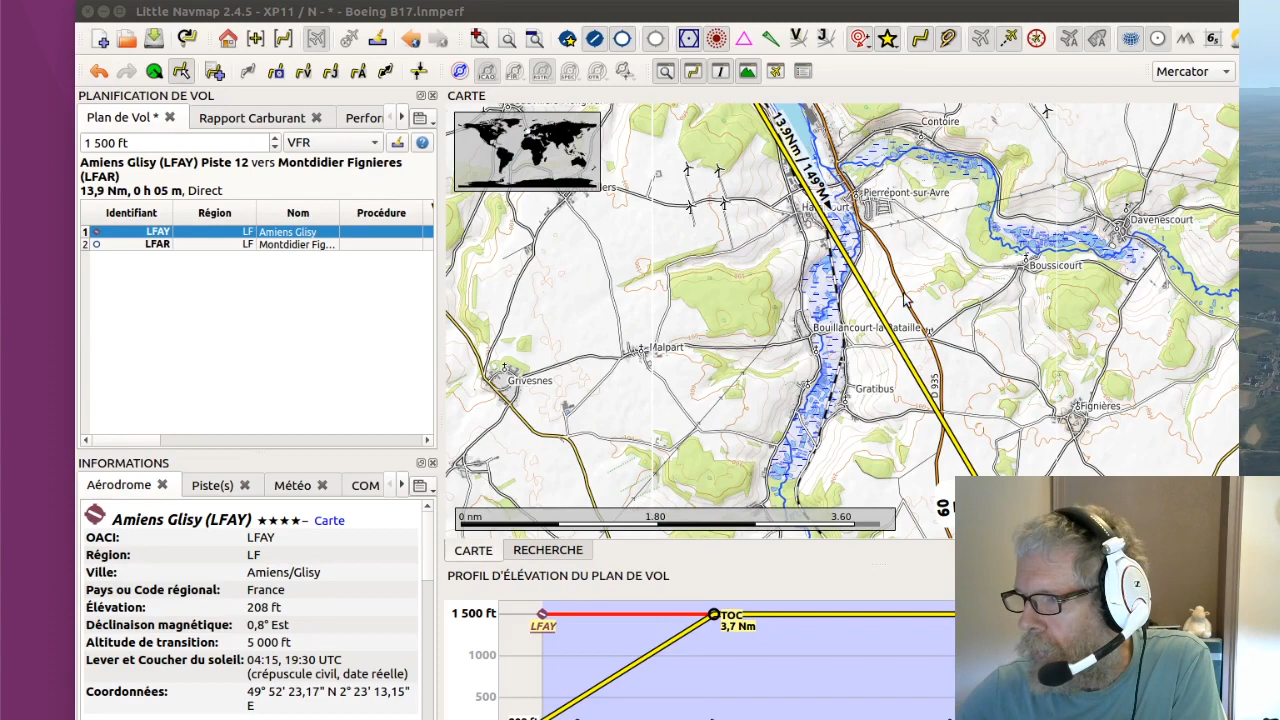 Little Navmap 2.4.5 - XP11 / N - * - Boeing B17.lnmperf
Mercator
PLANIFICATION DE VOL
Plan de Vol *
Rapport Carburant
1 500 ft
VFR
Amiens Glisy (LFAY) Piste 12 vers Montdidier Fignieres
(LFAR)
13,9 Nm, 0 h 05 m, Direct
Identifiant Région Nom Procédure
1 LFAY LF Amiens Glisy
2 LFAR LF Montdidier Fig...
INFORMATIONS
Aérodrome
Piste(s)
Météo
COM
Amiens Glisy (LFAY) ★★★★– Carte
OACI: LFAY
Région: LF
Ville: Amiens/Glisy
Pays ou Code régional: France
Élévation: 208 ft
Déclinaison magnétique: 0,8° Est
Altitude de transition: 5 000 ft
Lever et Coucher du soleil: 04:15, 19:30 UTC
(crépuscule civil, date réelle)
Coordonnées: 49° 52' 23,17" N 2° 23' 13,15"
E
CARTE
13.9Nm / 149°M
Contoire
Pierrepont-sur-Avre
Davenescourt
Boussicourt
Malpart
Grivesnes
Gratibus
D 935
Fignières
0 nm 1.80 3.60
CARTE
RECHERCHE
PROFIL D'ÉLÉVATION DU PLAN DE VOL
1 500 ft
LFAY
TOC
3,7 Nm
1000
500